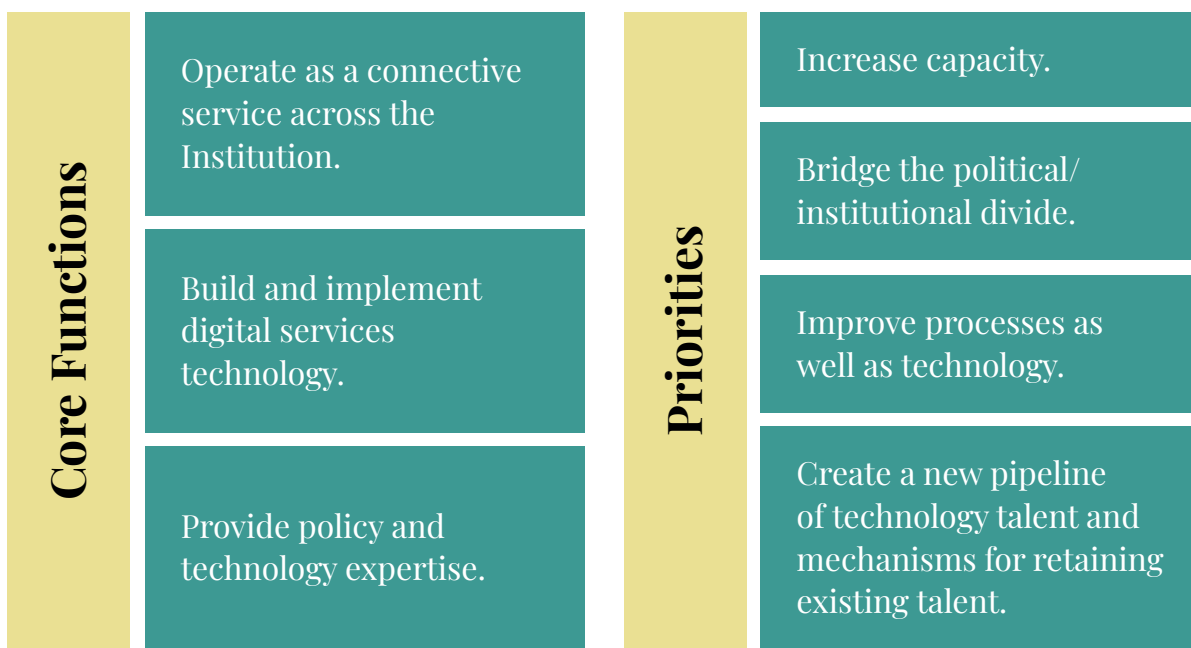 Core Functions
Operate as a connective
service across the
Institution.
Build and implement
digital services
technology.
Provide policy and
technology expertise.
Priorities
Increase capacity.
Bridge the political/
institutional divide.
Improve processes as
well as technology.
Create a new pipeline
of technology talent and
mechanisms for retaining
existing talent.